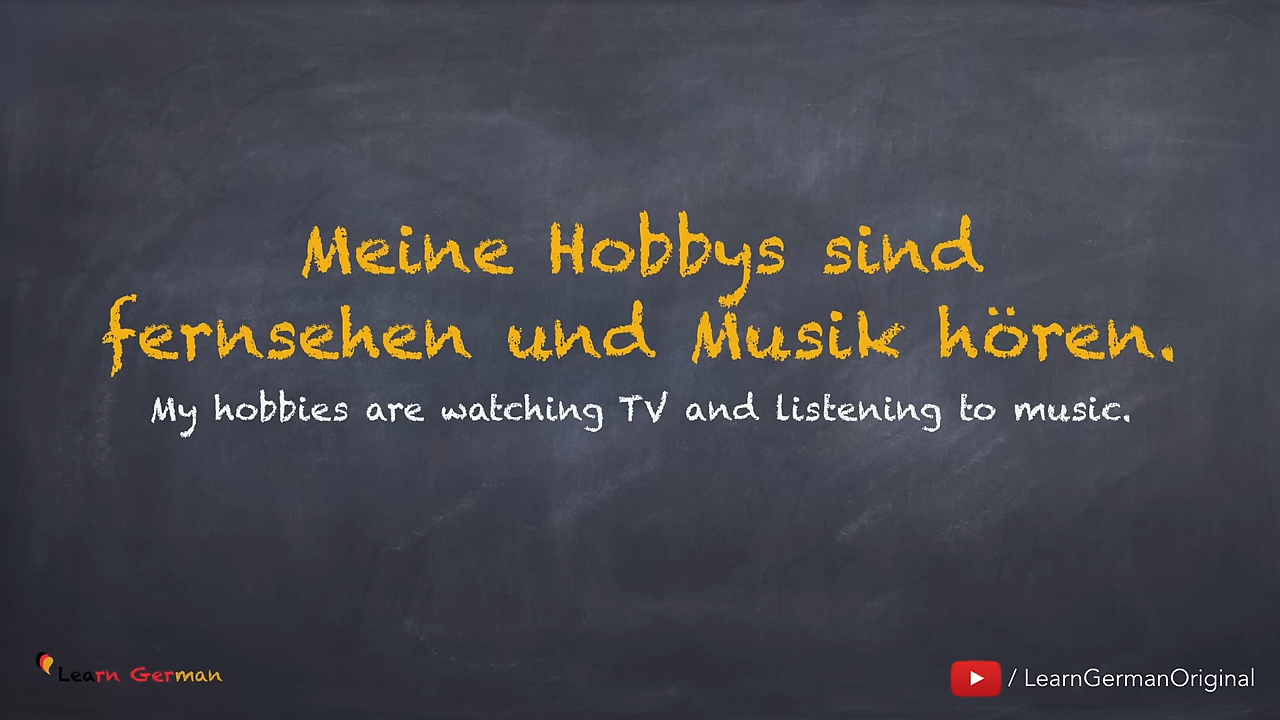 Meine Hobbys sind
fernsehen und Musik hören.
My hobbies are watching TV and listening to music.
Learn German
/ LearnGermanOriginal